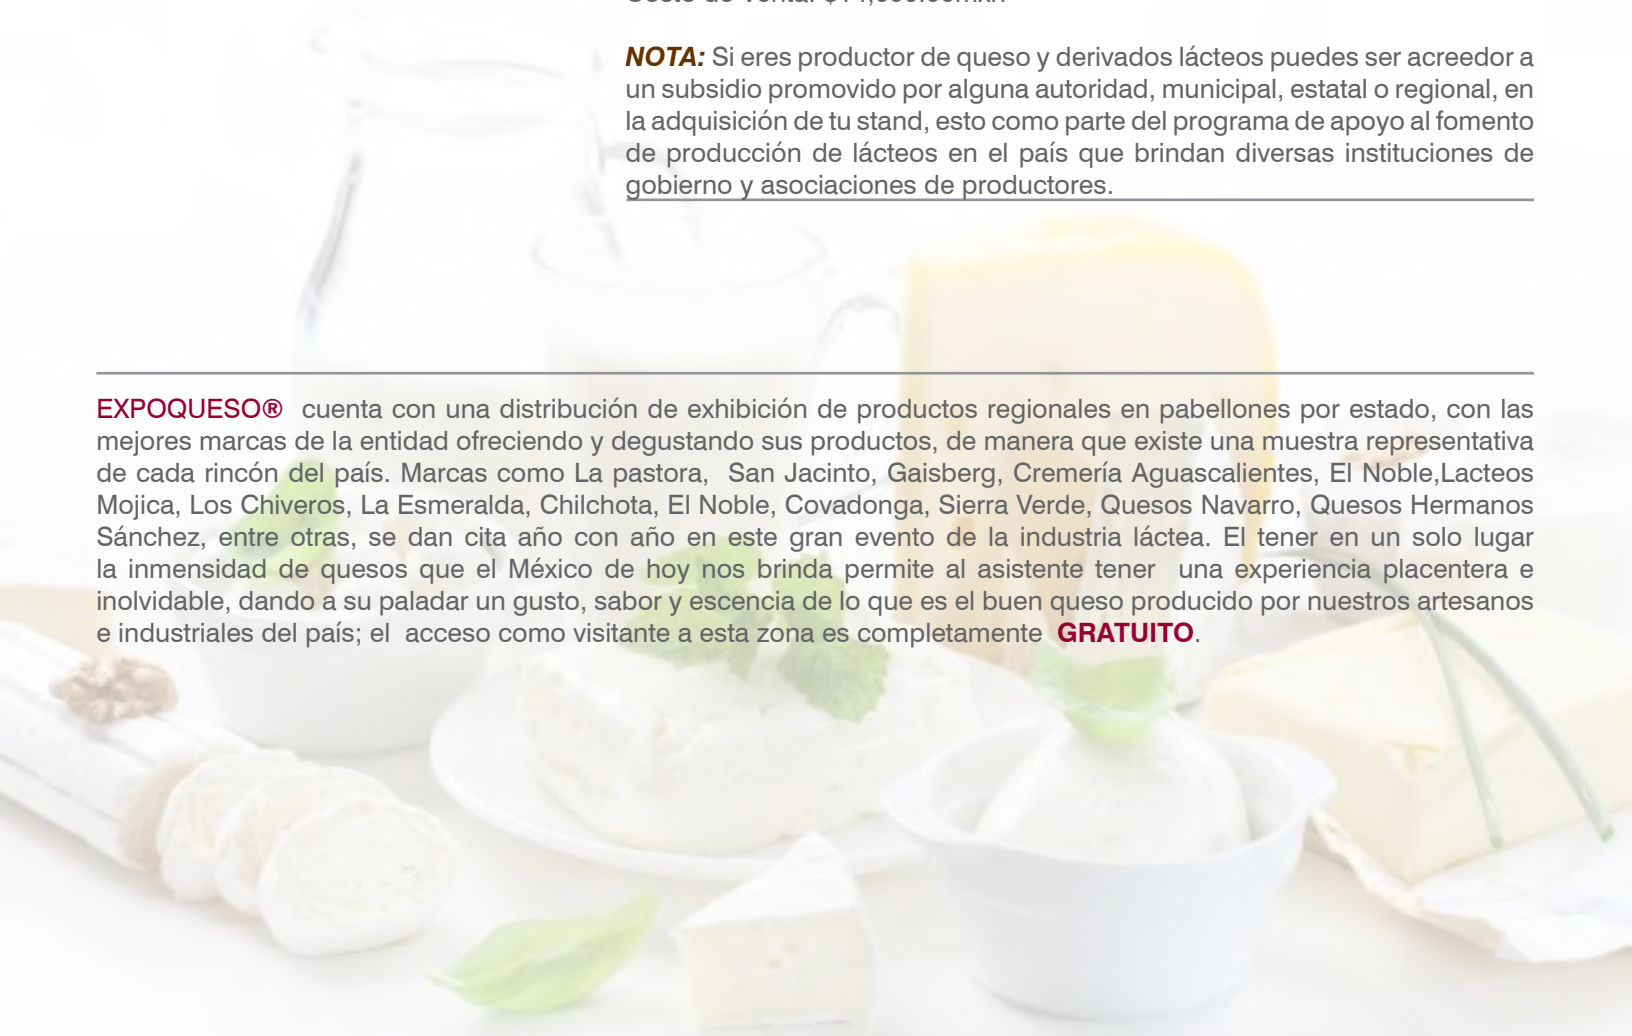 NOTA: Si eres productor de queso y derivados lácteos puedes ser acreedor a
un subsidio promovido por alguna autoridad, municipal, estatal o regional, en
la adquisición de tu stand, esto como parte del programa de apoyo al fomento
de producción de lácteos en el país que brindan diversas instituciones de
gobierno y asociaciones de productores.
EXPOQUESO® cuenta con una distribución de exhibición de productos regionales en pabellones por estado, con las
mejores marcas de la entidad ofreciendo y degustando sus productos, de manera que existe una muestra representativa
de cada rincón del país. Marcas como La pastora, San Jacinto, Gaisberg, Cremería Aguascalientes, El Noble,Lacteos
Mojica, Los Chiveros, La Esmeralda, Chilchota, El Noble, Covadonga, Sierra Verde, Quesos Navarro, Quesos Hermanos
Sánchez, entre otras, se dan cita año con año en este gran evento de la industria láctea. El tener en un solo lugar
la inmensidad de quesos que el México de hoy nos brinda permite al asistente tener una experiencia placentera e
inolvidable, dando a su paladar un gusto, sabor y escencia de lo que es el buen queso producido por nuestros artesanos
e industriales del país; el acceso como visitante a esta zona es completamente GRATUITO.